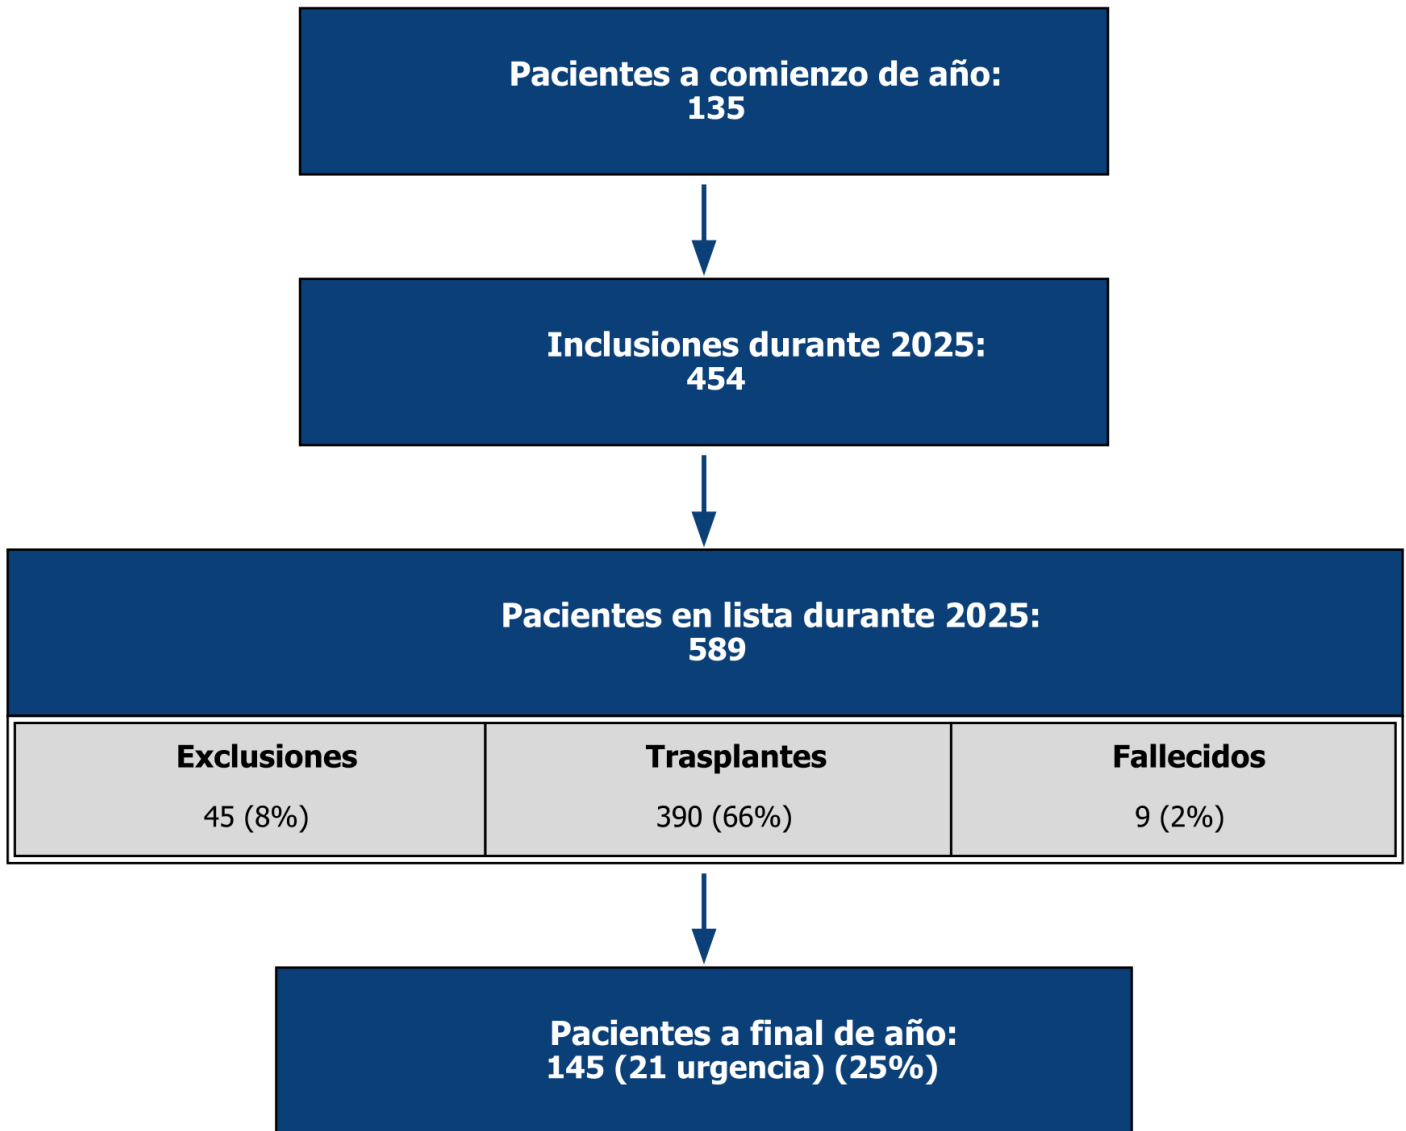 Pacientes a comienzo de año:
135
Inclusiones durante 2025:
454
Pacientes en lista durante 2025:
589
Exclusiones
45 (8%)
Trasplantes
390 (66%)
Fallecidos
9 (2%)
Pacientes a final de año:
145 (21 urgencia) (25%)